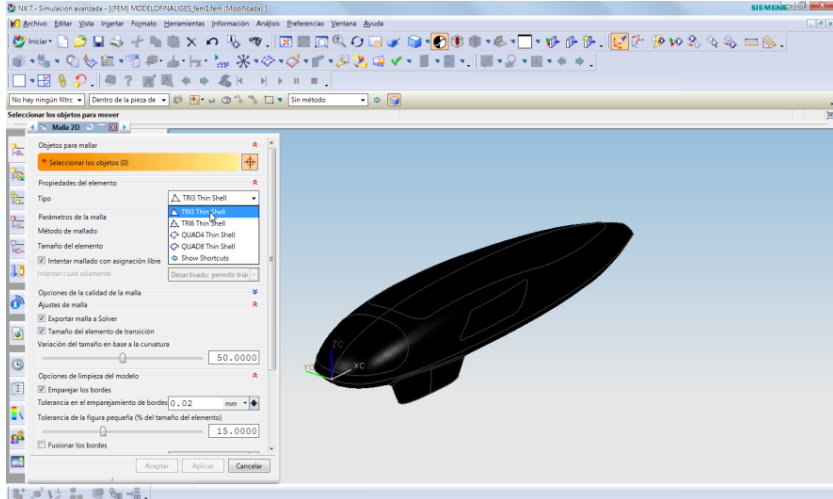 NX 7 - Simulación avanzada - [(FEM) MODELOFINALIGES_fem1.fem (Modificada) ]
SIEMENS
Archivo Editar Vista Insertar Formato Herramientas Información Análisis Preferencias Ventana Ayuda
Iniciar
No hay ningún filtrc
Dentro de la pieza de
Sin método
Seleccionar los objetos para mover
Malla 2D
Objetos para mallar
* Seleccionar los objetos (0)
Propiedades del elemento
Tipo
TRI3 Thin Shell
TRI3 Thin Shell
TRI6 Thin Shell
QUAD4 Thin Shell
QUAD8 Thin Shell
Show Shortcuts
Parámetros de la malla
Método de mallado
Tamaño del elemento
Intentar mallado con asignación libre
Intentar cuad solamente
Desactivado: permitir trián
Opciones de la calidad de la malla
Ajustes de malla
Exportar malla a Solver
Tamaño del elemento de transición
Variación del tamaño en base a la curvatura
50.0000
Opciones de limpieza del modelo
Emparejar los bordes
Tolerancia en el emparejamiento de bordes
0.02
mm
Tolerancia de la figura pequeña (% del tamaño del elemento)
15.0000
Fusionar los bordes
Aceptar
Aplicar
Cancelar
ZC
YC
XC